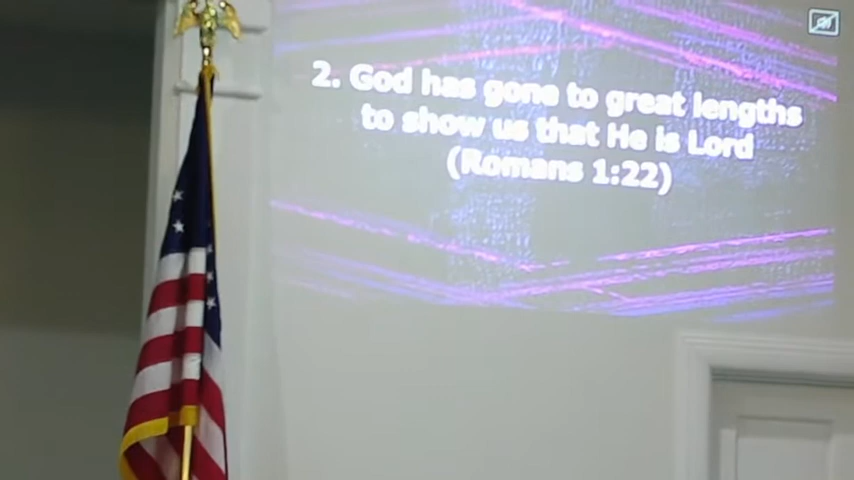 2. God has gone to great lengths
to show us that He is Lord
(Romans 1:22)